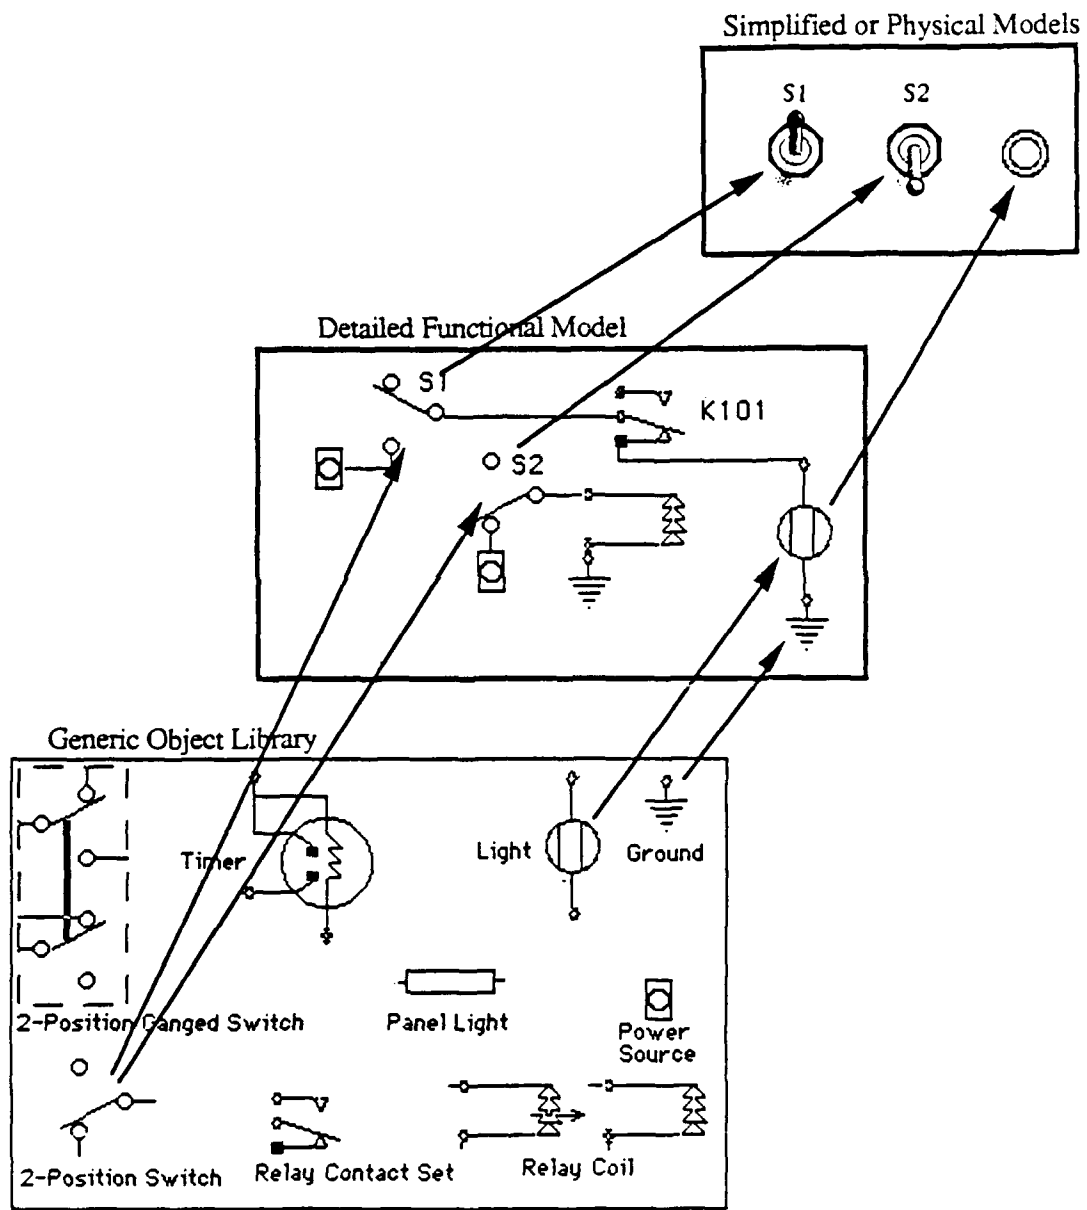 Simplified or Physical Models
S1
S2
Detailed Functional Model
S1
K101
S2
Generic Object Library
Timer
Light
Ground
2-Position Ganged Switch
Panel Light
Power
Source
2-Position Switch
Relay Contact Set
Relay Coil